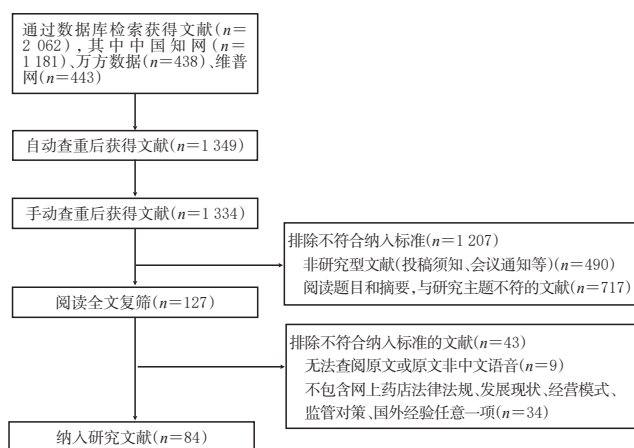 通过数据库检索获得文献(n=
2 062),其中中国知网(n=
1 181)、万方数据(n=438)、维普
网(n=443)
自动查重后获得文献(n=1 349)
手动查重后获得文献(n=1 334)
排除不符合纳入标准(n=1 207)
非研究型文献(投稿须知、会议通知等)(n=490)
阅读题目和摘要,与研究主题不符的文献(n=717)
阅读全文复筛(n=127)
排除不符合纳入标准的文献(n=43)
无法查阅原文或原文非中文语音(n=9)
不包含网上药店法律法规、发展现状、经营模式、
监管对策、国外经验任意一项(n=34)
纳入研究文献(n=84)